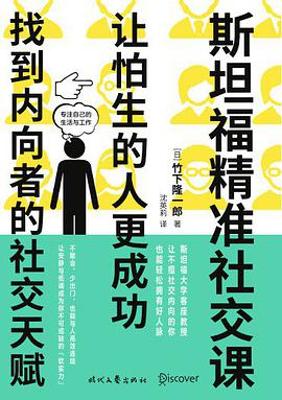 斯坦福精准社交课
让怕生的人更成功
找到内向者的社交天赋
专注自己的
生活与工作
[日]竹下隆一郎 著
沈英莉 译
斯坦福大学客座教授
让不擅社交内向的你
也能轻松拥有好人脉
不聚会、少出门，也能与人高效连结
让安静与低调成为你不可或缺的“软实力”
时代文艺出版社
Discover